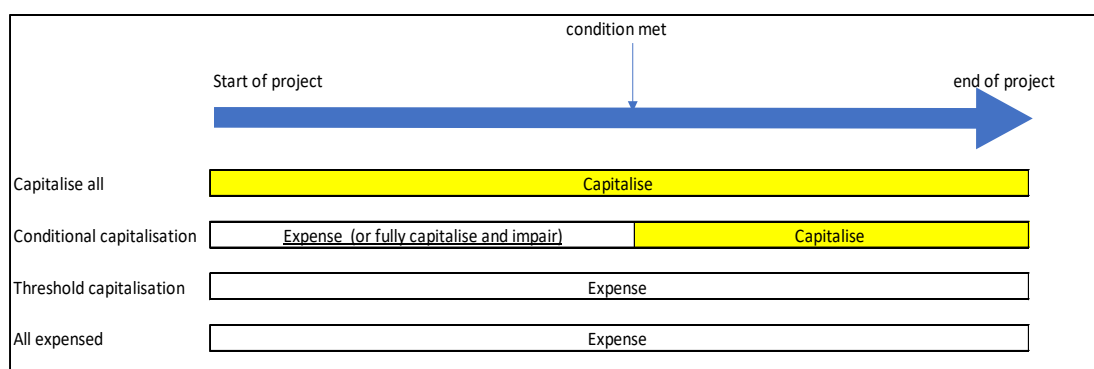 condition met
Start of project
end of project
Capitalise all
Capitalise
Conditional capitalisation
Expense (or fully capitalise and impair)
Capitalise
Threshold capitalisation
Expense
All expensed
Expense